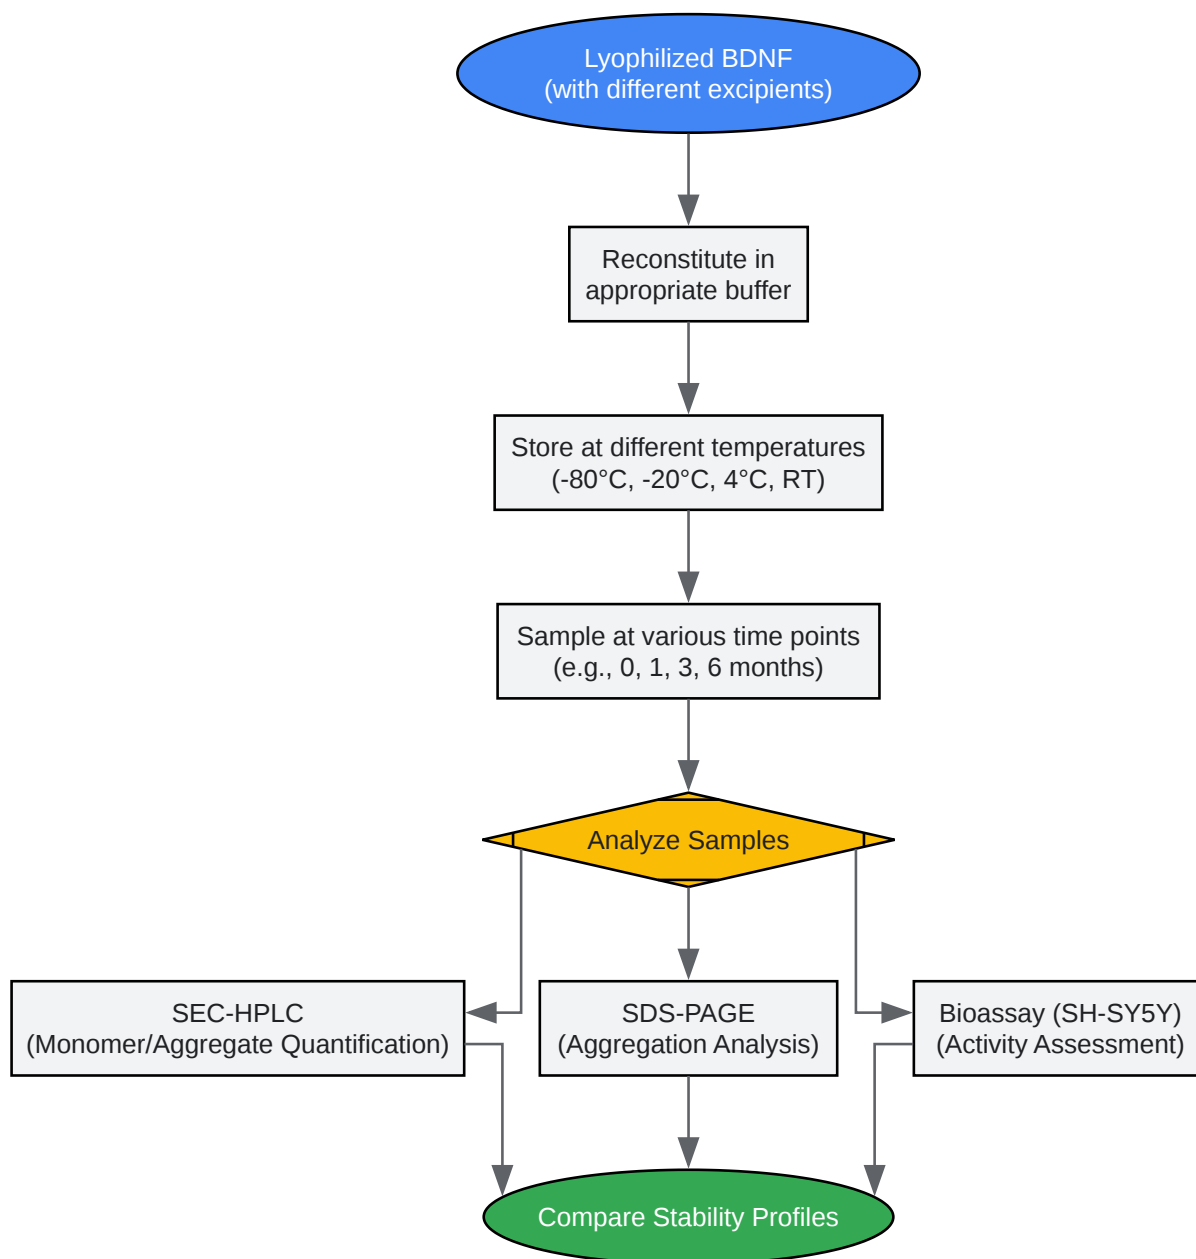 Lyophilized BDNF
(with different excipients)
Reconstitute in
appropriate buffer
Store at different temperatures
(-80°C, -20°C, 4°C, RT)
Sample at various time points
(e.g., 0, 1, 3, 6 months)
Analyze Samples
SEC-HPLC
(Monomer/Aggregate Quantification)
SDS-PAGE
(Aggregation Analysis)
Bioassay (SH-SY5Y)
(Activity Assessment)
Compare Stability Profiles